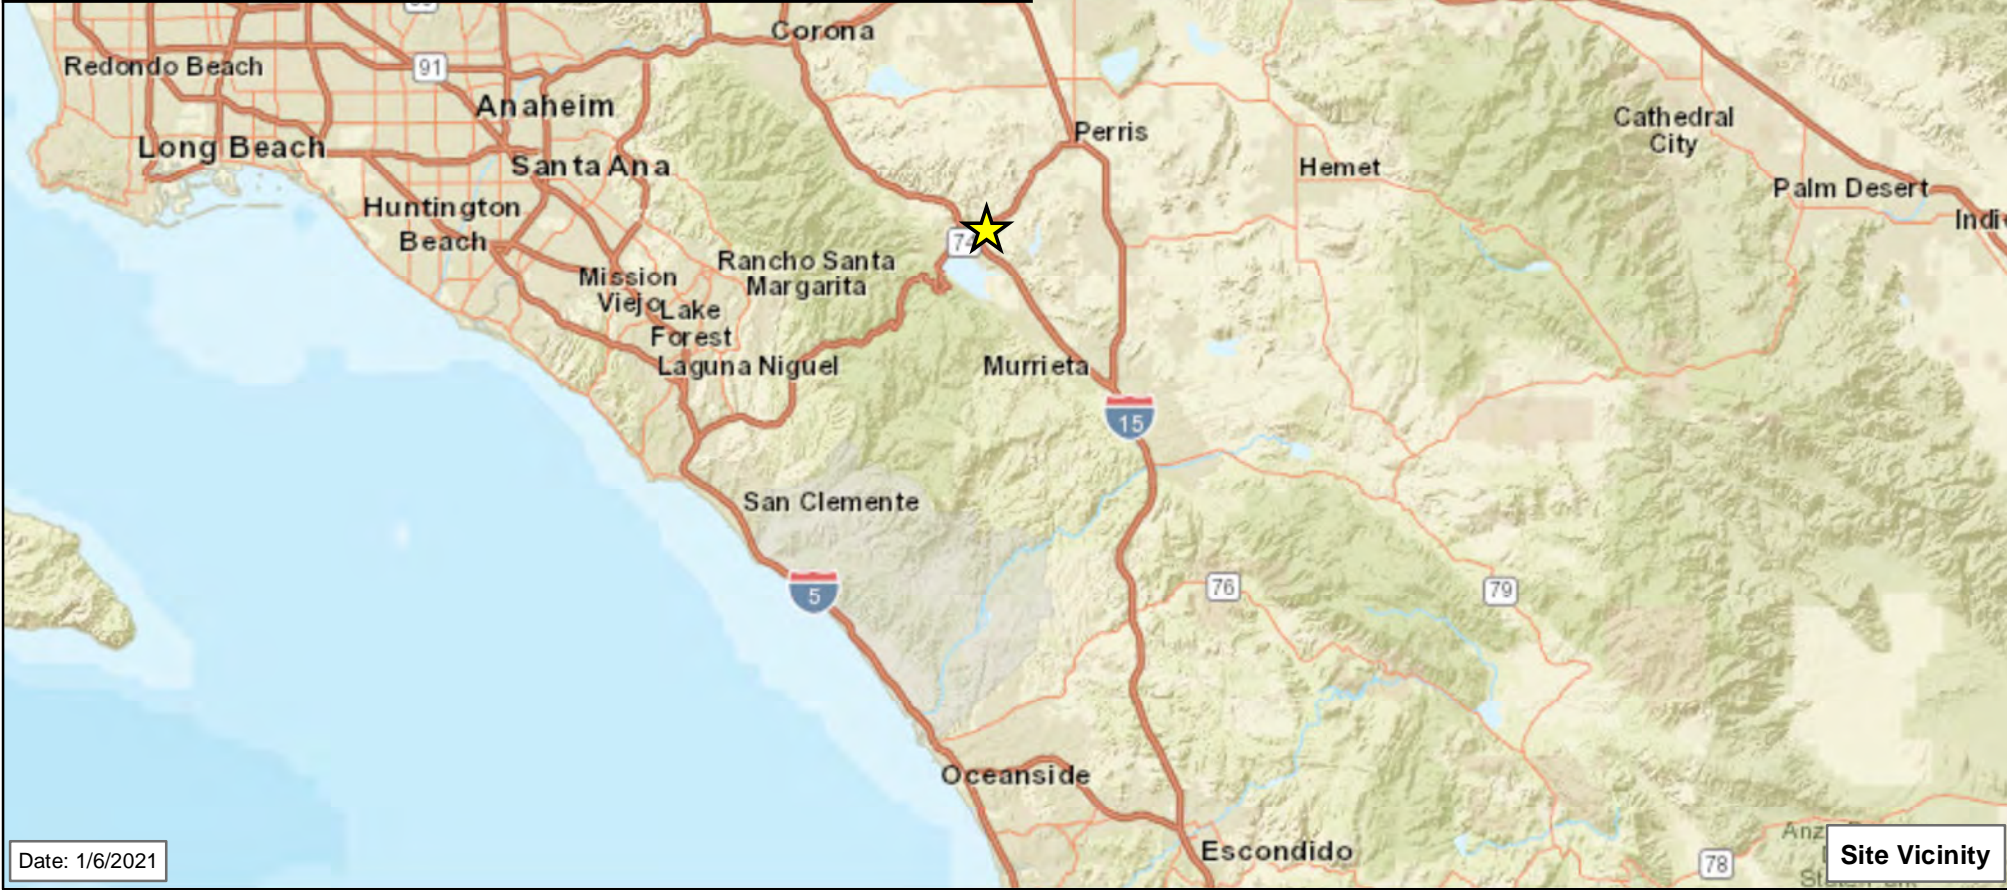 Corona
Redondo Beach
91
Anaheim
Long Beach
Santa Ana
Perris
Hemet
Cathedral
City
Palm Desert
Huntington
Beach
74
Rancho Santa
Margarita
Mission
Viejo
Lake
Forest
Laguna Niguel
Murrieta
15
San Clemente
5
76
79
Oceanside
Escondido
78
Date: 1/6/2021
Site Vicinity